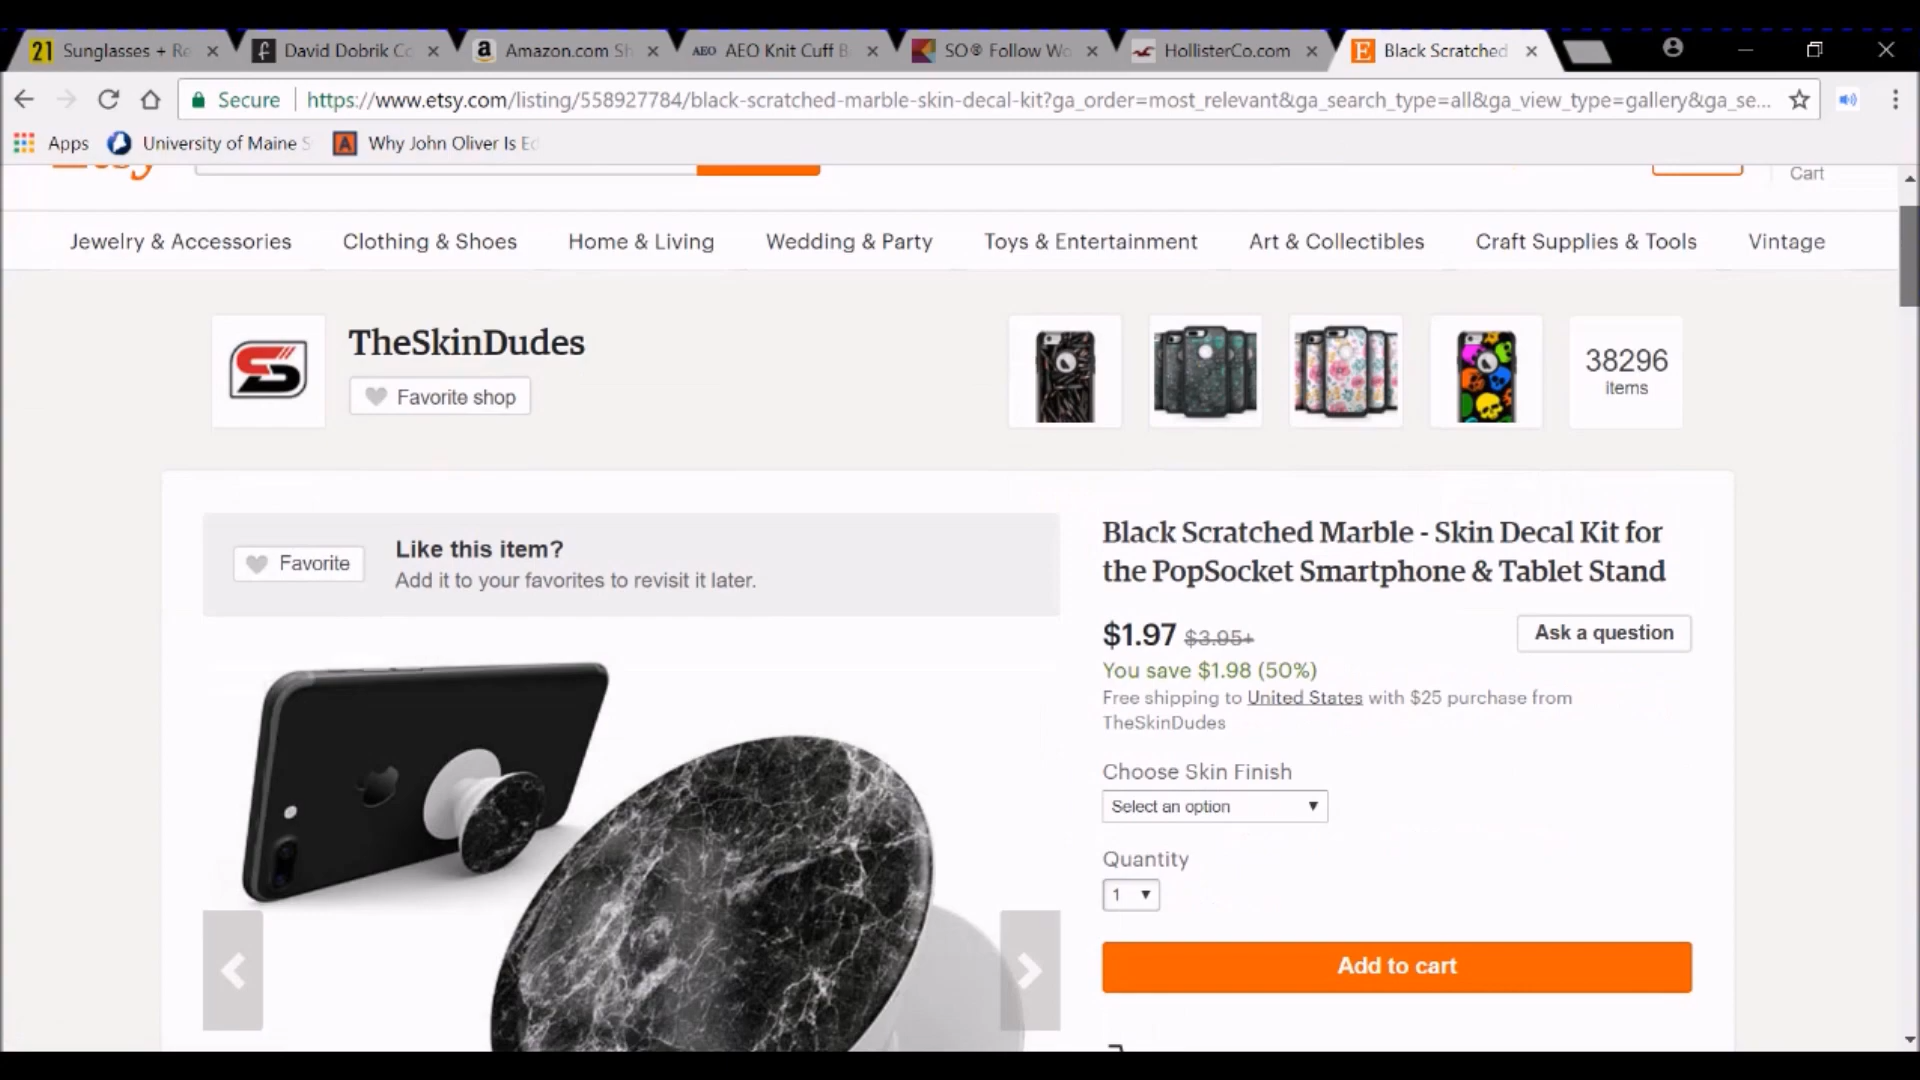 21 Sunglasses + Re
David Dobrik Co
a Amazon.com Sh
AEO AEO Knit Cuff B
SO® Follow Wo
HollisterCo.com
E Black Scratched
Secure https://www.etsy.com/listing/558927784/black-scratched-marble-skin-decal-kit?ga_order=most_relevant&ga_search_type=all&ga_view_type=gallery&ga_se...
Apps University of Maine S Why John Oliver Is Ed
Etsy
Cart
Jewelry & Accessories Clothing & Shoes Home & Living Wedding & Party Toys & Entertainment Art & Collectibles Craft Supplies & Tools Vintage
TheSkinDudes
Favorite shop
38296
items
Favorite
Like this item?
Add it to your favorites to revisit it later.
Black Scratched Marble - Skin Decal Kit for
the PopSocket Smartphone & Tablet Stand
$1.97 $3.95+
Ask a question
You save $1.98 (50%)
Free shipping to United States with $25 purchase from
TheSkinDudes
Choose Skin Finish
Select an option
Quantity
1
Add to cart